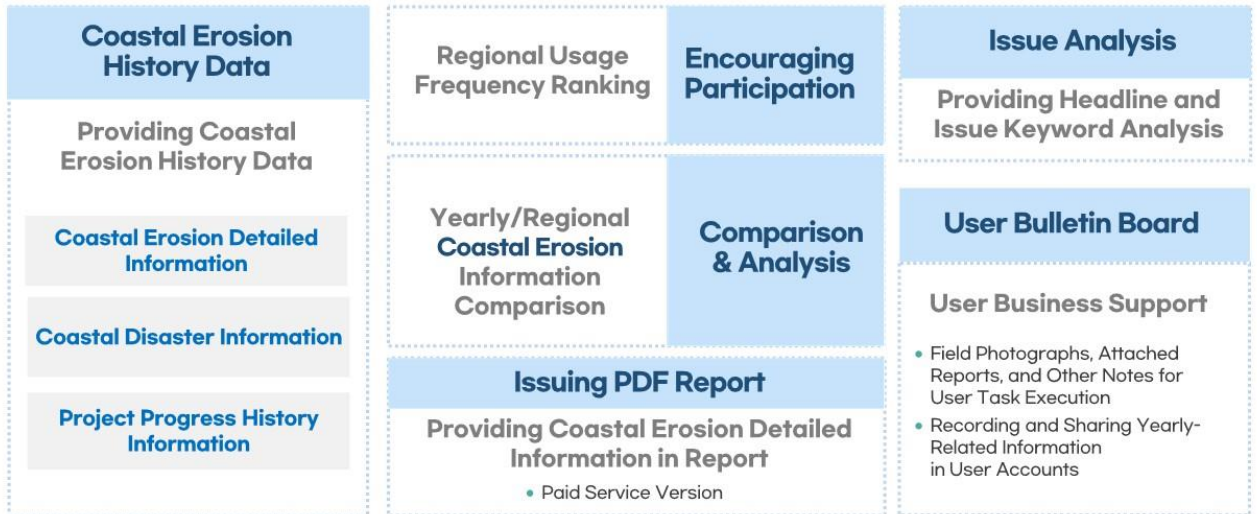 Coastal Erosion
History Data
Providing Coastal
Erosion History Data
Coastal Erosion Detailed
Information
Coastal Disaster Information
Project Progress History
Information
Regional Usage
Frequency Ranking
Encouraging
Participation
Yearly/Regional
Coastal Erosion
Information
Comparison
Comparison
& Analysis
Issuing PDF Report
Providing Coastal Erosion Detailed
Information in Report
• Paid Service Version
Issue Analysis
Providing Headline and
Issue Keyword Analysis
User Bulletin Board
User Business Support
• Field Photographs, Attached
Reports, and Other Notes for
User Task Execution
• Recording and Sharing Yearly-
Related Information
in User Accounts